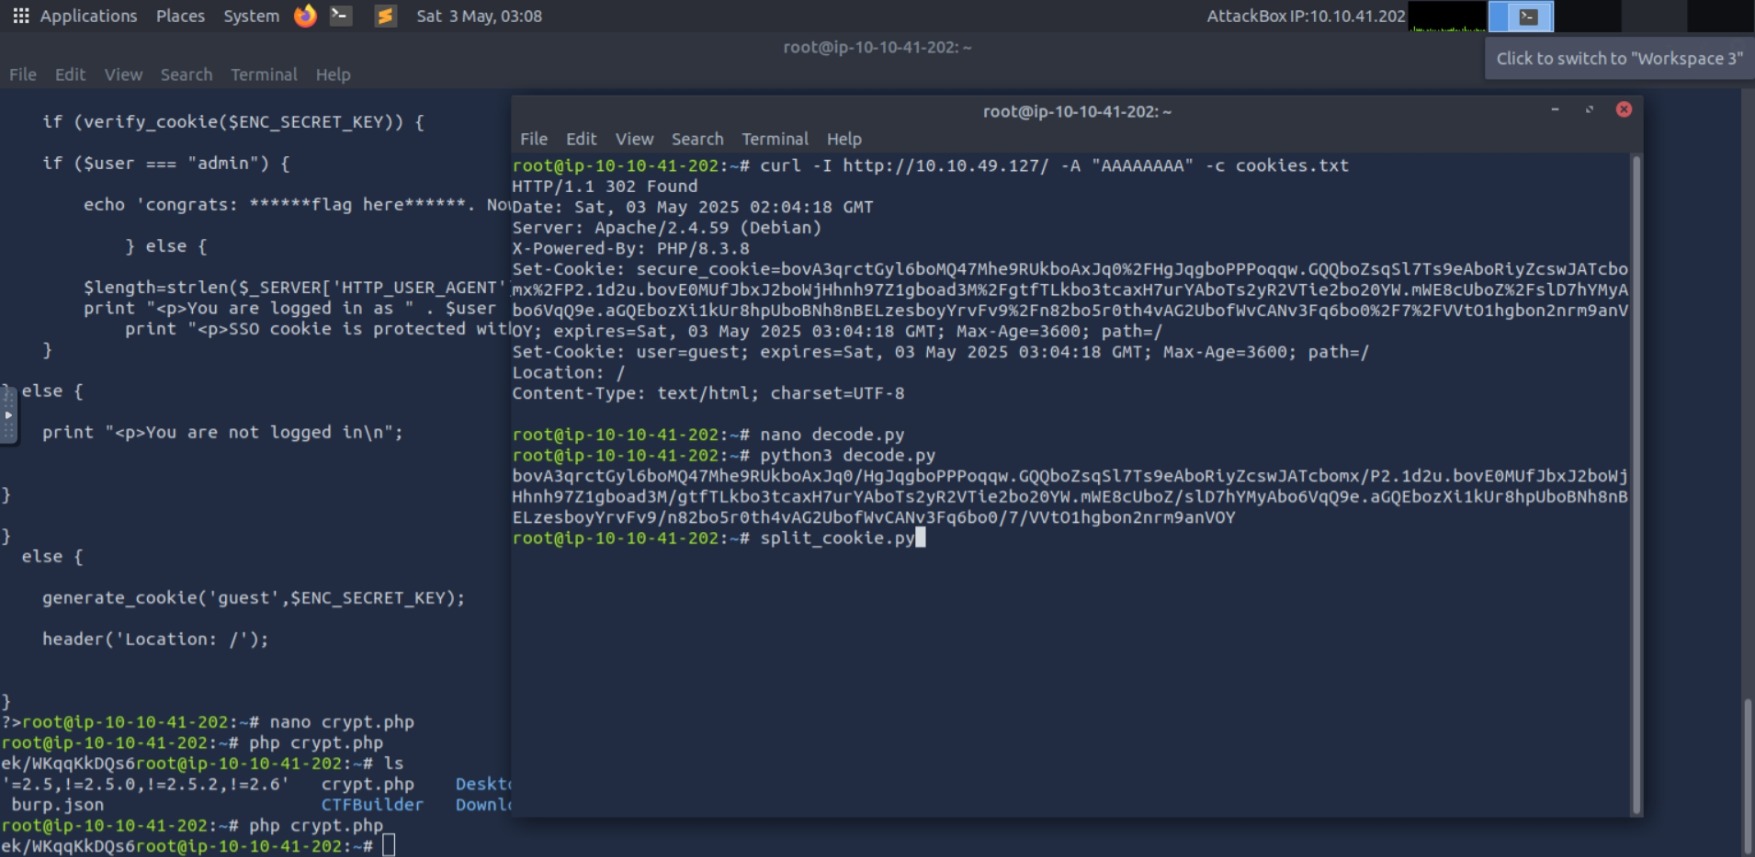 Applications Places System Sat 3 May, 03:08 AttackBox IP:10.10.41.202
root@ip-10-10-41-202: ~
Click to switch to "Workspace 3"
File Edit View Search Terminal Help
if (verify_cookie($ENC_SECRET_KEY)) {
if ($user === "admin") {
echo 'congrats: ******flag here******. Now
} else {
$length=strlen($_SERVER['HTTP_USER_AGENT']
print "<p>You are logged in as " . $user
print "<p>SSO cookie is protected wit
}
} else {
print "<p>You are not logged in\n";
}
}
else {
generate_cookie('guest',$ENC_SECRET_KEY);
header('Location: /');
}
?>root@ip-10-10-41-202:~# nano crypt.php
root@ip-10-10-41-202:~# php crypt.php
ek/WKqqKkDQs6root@ip-10-10-41-202:~# ls
'=2.5,!=2.5.0,!=2.5.2,!=2.6' crypt.php Deskto
burp.json CTFBuilder Downlo
root@ip-10-10-41-202:~# php crypt.php
ek/WKqqKkDQs6root@ip-10-10-41-202:~#
root@ip-10-10-41-202: ~
File Edit View Search Terminal Help
root@ip-10-10-41-202:~# curl -I http://10.10.49.127/ -A "AAAAAAAA" -c cookies.txt
HTTP/1.1 302 Found
Date: Sat, 03 May 2025 02:04:18 GMT
Server: Apache/2.4.59 (Debian)
X-Powered-By: PHP/8.3.8
Set-Cookie: secure_cookie=bovA3qrctGyl6boMQ47Mhe9RUkboAxJq0%2FHgJqgboPPPoqqw.GQQboZsqSl7Ts9eAboRiyZcswJATcbo
mx%2FP2.1d2u.bovE0MUfJbxJ2boWjHhnh97Z1gboad3M%2FgtfTLkbo3tcaxH7urYAboTs2yR2VTie2bo20YW.mWE8cUboZ%2FslD7hYMyA
bo6VqQ9e.aGQEbozXi1kUr8hpUboBNh8nBELzesboyYrvFv9%2Fn82bo5r0th4vAG2UbofWvCANv3Fq6bo0%2F7%2FVVtO1hgbon2nrm9anV
OY; expires=Sat, 03 May 2025 03:04:18 GMT; Max-Age=3600; path=/
Set-Cookie: user=guest; expires=Sat, 03 May 2025 03:04:18 GMT; Max-Age=3600; path=/
Location: /
Content-Type: text/html; charset=UTF-8
root@ip-10-10-41-202:~# nano decode.py
root@ip-10-10-41-202:~# python3 decode.py
bovA3qrctGyl6boMQ47Mhe9RUkboAxJq0/HgJqgboPPPoqqw.GQQboZsqSl7Ts9eAboRiyZcswJATcbomx/P2.1d2u.bovE0MUfJbxJ2boWj
Hhnh97Z1gboad3M/gtfTLkbo3tcaxH7urYAboTs2yR2VTie2bo20YW.mWE8cUboZ/slD7hYMyAbo6VqQ9e.aGQEbozXi1kUr8hpUboBNh8nB
ELzesboyYrvFv9/n82bo5r0th4vAG2UbofWvCANv3Fq6bo0/7/VVtO1hgbon2nrm9anVOY
root@ip-10-10-41-202:~# split_cookie.py